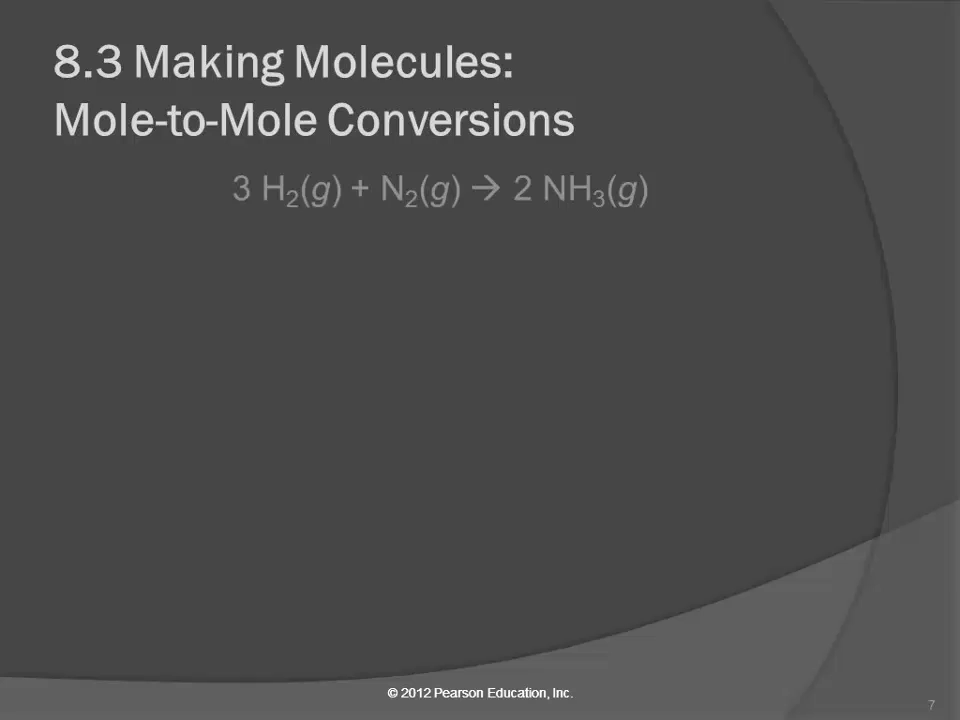 8.3 Making Molecules:
Mole-to-Mole Conversions
3 H₂(g) + N₂(g) → 2 NH₃(g)
© 2012 Pearson Education, Inc.
7